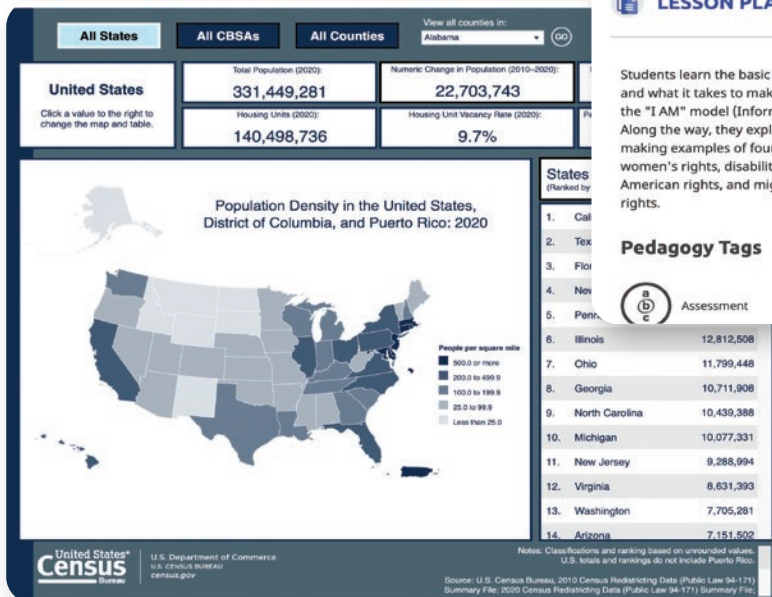 All States
All CBSAs
All Counties
View all counties in:
Alabama
GO
United States
Click a value to the right to
change the map and table.
Total Population (2020):
331,449,281
Numeric Change in Population (2010–2020):
22,703,743
Housing Units (2020):
140,498,736
Housing Unit Vacancy Rate (2020):
9.7%
Population Density in the United States,
District of Columbia, and Puerto Rico: 2020
People per square mile
500.0 or more
200.0 to 499.9
100.0 to 199.9
25.0 to 99.9
Less than 25.0
States
(Ranked by
1. Cal
2. Tex
3. Flor
4. New
5. Penn
6. Illinois 12,812,508
7. Ohio 11,799,448
8. Georgia 10,711,908
9. North Carolina 10,439,388
10. Michigan 10,077,331
11. New Jersey 9,288,994
12. Virginia 8,631,393
13. Washington 7,705,281
14. Arizona 7,151,502
LESSON PLA
Students learn the basic
and what it takes to mak
the "I AM" model (Inforr
Along the way, they expl
making examples of four
women's rights, disabilit
American rights, and mig
rights.
Pedagogy Tags
a
b
c
Assessment
United States®
Census
Bureau
U.S. Department of Commerce
U.S. CENSUS BUREAU
census.gov
Notes: Classifications and ranking based on unrounded values.
U.S. totals and rankings do not include Puerto Rico.
Source: U.S. Census Bureau, 2010 Census Redistricting Data (Public Law 94-171)
Summary File; 2020 Census Redistricting Data (Public Law 94-171) Summary File;